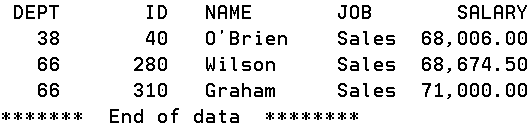 DEPT ID NAME JOB SALARY
38 40 O'Brien Sales 68,006.00
66 280 Wilson Sales 68,674.50
66 310 Graham Sales 71,000.00
******* End of data ********